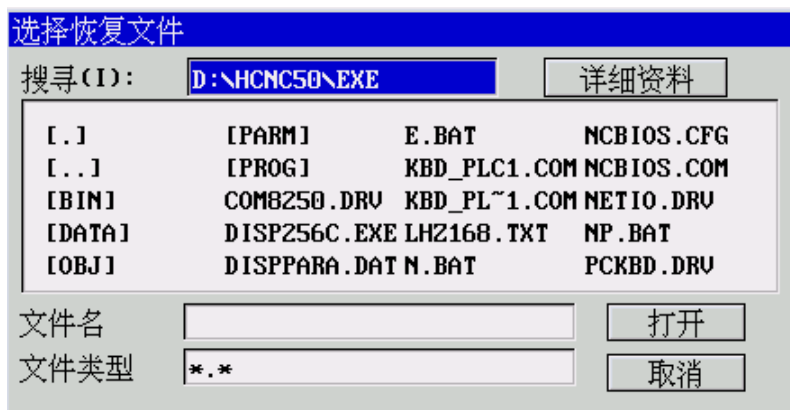 选择恢复文件
搜寻(I): D:\HCNC50\EXE 详细资料
[.] [PARM] E.BAT NCBIOS.CFG
[..] [PROG] KBD_PLC1.COM NCBIOS.COM
[BIN] COM8250.DRV KBD_PL~1.COM NETIO.DRV
[DATA] DISP256C.EXE LHZ168.TXT NP.BAT
[OBJ] DISPPARA.DAT N.BAT PCKBD.DRV
文件名 打开
文件类型 *.* 取消